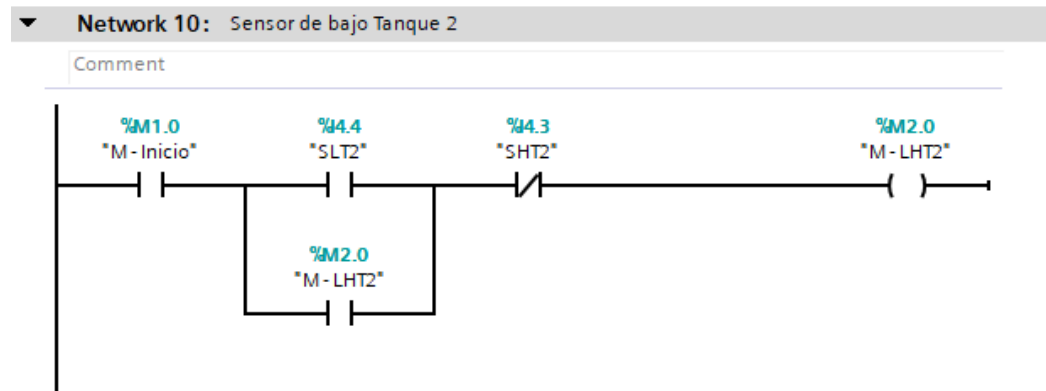 Network 10: Sensor de bajo Tanque 2
Comment
%M1.0 %I4.4 %I4.3 %M2.0
"M - Inicio" "SLT2" "SHT2" "M - LHT2"
%M2.0
"M - LHT2"